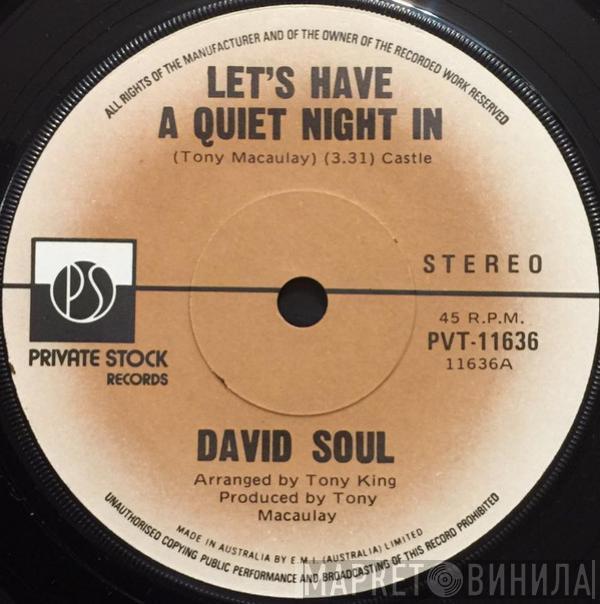 ALL RIGHTS OF THE MANUFACTURER AND OF THE OWNER OF THE RECORDED WORK RESERVED
LET'S HAVE
A QUIET NIGHT IN
(Tony Macaulay) (3.31) Castle
STEREO
PS
PRIVATE STOCK
RECORDS
45 R.P.M.
PVT-11636
11636A
DAVID SOUL
Arranged by Tony King
Produced by Tony
Macaulay
MADE IN AUSTRALIA BY E.M.I. (AUSTRALIA) LIMITED
UNAUTHORISED COPYING PUBLIC PERFORMANCE AND BROADCASTING OF THIS RECORD PROHIBITED
МАРКЕТ ВИНИЛА